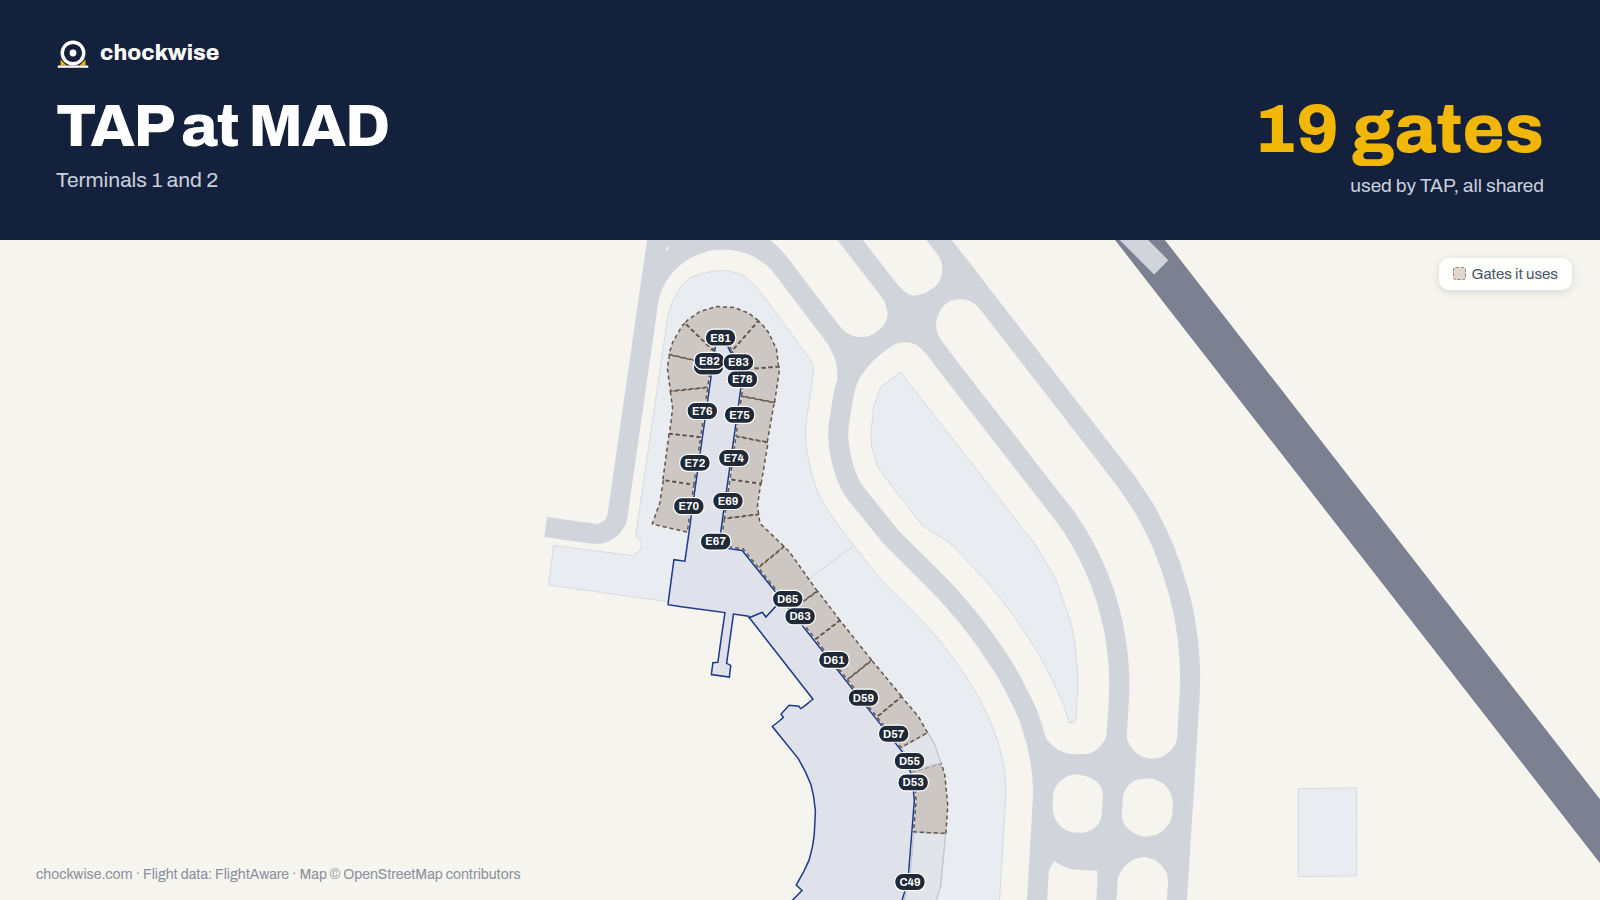 chockwise
TAP at MAD
Terminals 1 and 2
19 gates
used by TAP, all shared
Gates it uses
E81
E82
E83
E78
E76
E75
E72
E74
E70
E69
E67
D65
D63
D61
D59
D57
D55
D53
C49
chockwise.com · Flight data: FlightAware · Map © OpenStreetMap contributors